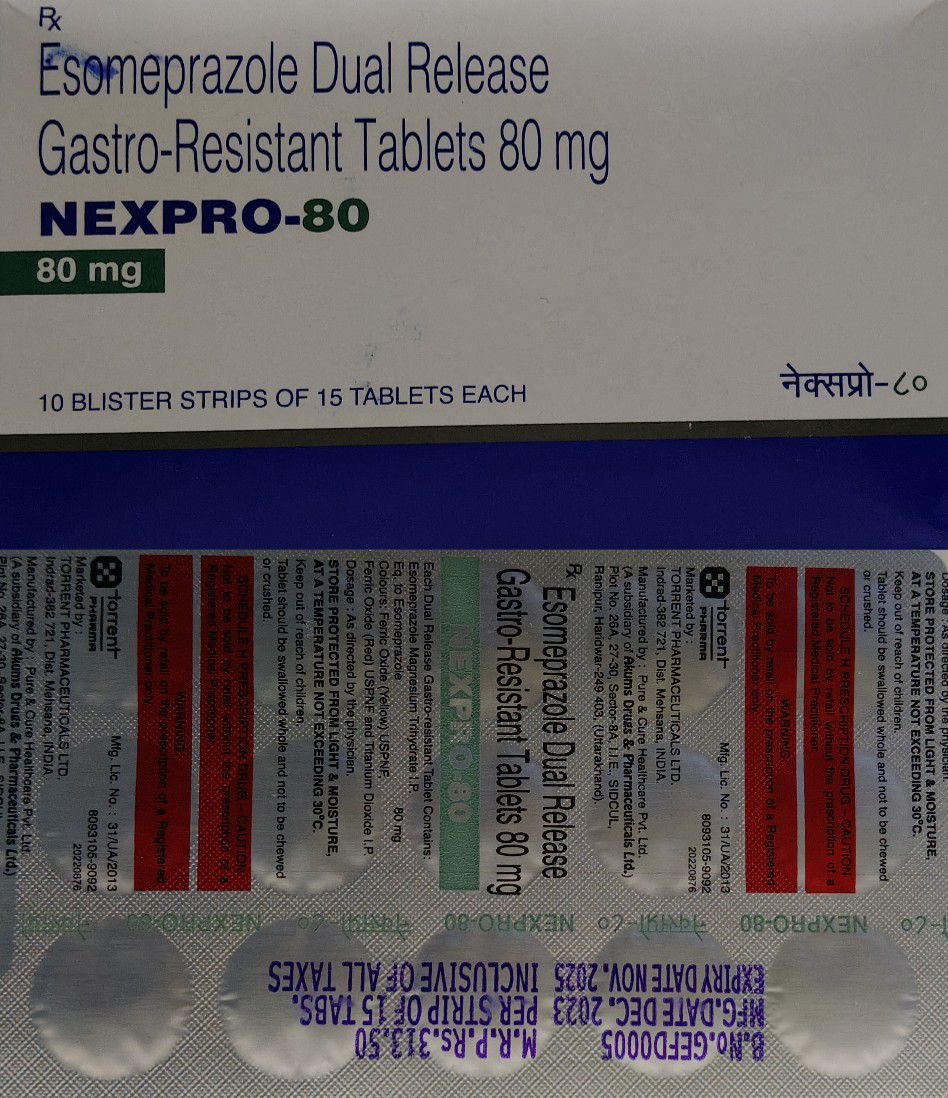 Rx
Esomeprazole Dual Release
Gastro-Resistant Tablets 80 mg
NEXPRO-80
80 mg
10 BLISTER STRIPS OF 15 TABLETS EACH
नेक्सप्रो-८०
STORE PROTECTED FROM LIGHT & MOISTURE,
AT A TEMPERATURE NOT EXCEEDING 30°C.
Keep out of reach of children.
Tablet should be swallowed whole and not to be chewed
or crushed.
SCHEDULE H PRESCRIPTION DRUG – CAUTION
Not to be sold by retail without the prescription of a
Registered Medical Practitioner.
WARNING:
To be sold by retail on the prescription of a Registered
Medical Practitioner only.
torrent
PHARMA
Mfg. Lic. No. : 31/UA/2013
8093105-9092
20220876
Marketed by :
TORRENT PHARMACEUTICALS LTD.
Indrad-382 721, Dist. Mehsana, INDIA.
Manufactured by : Pure & Cure Healthcare Pvt. Ltd.
(A subsidiary of Akums Drugs & Pharmaceuticals Ltd.)
Plot No. 26A, 27-30, Sector-8A, I.I.E., SIDCUL,
Ranipur, Haridwar-249 403, (Uttarakhand).
Rx
Esomeprazole Dual Release
Gastro-Resistant Tablets 80 mg
NEXPRO-80
Each Dual Release Gastro-resistant Tablet Contains:
Esomeprazole Magnesium Trihydrate I.P.
Eq. to Esomeprazole 80 mg
Colours: Ferric Oxide (Yellow) USPNF,
Ferric Oxide (Red) USPNF and Titanium Dioxide I.P.
Dosage : As directed by the physician.
STORE PROTECTED FROM LIGHT & MOISTURE,
AT A TEMPERATURE NOT EXCEEDING 30°C.
Keep out of reach of children.
Tablet should be swallowed whole and not to be chewed
or crushed.
SCHEDULE H PRESCRIPTION DRUG – CAUTION
Not to be sold by retail without the prescription of a
Registered Medical Practitioner.
WARNING:
To be sold by retail on the prescription of a Registered
Medical Practitioner only.
torrent
PHARMA
Mfg. Lic. No. : 31/UA/2013
8093105-9092
20220876
Marketed by :
TORRENT PHARMACEUTICALS LTD.
Indrad-382 721, Dist. Mehsana, INDIA.
Manufactured by : Pure & Cure Healthcare Pvt. Ltd.
(A subsidiary of Akums Drugs & Pharmaceuticals Ltd.)
NEXPRO-80 नेक्सप्रो-८० NEXPRO-80 नेक्सप्रो-८० NEXPRO-80 नेक्सप्रो
B.No.GEFD0005
MFG.DATE DEC.2023
EXPIRY DATE NOV.2025
M.R.P.Rs.313.50
PER STRIP OF 15 TABS.
INCLUSIVE OF ALL TAXES